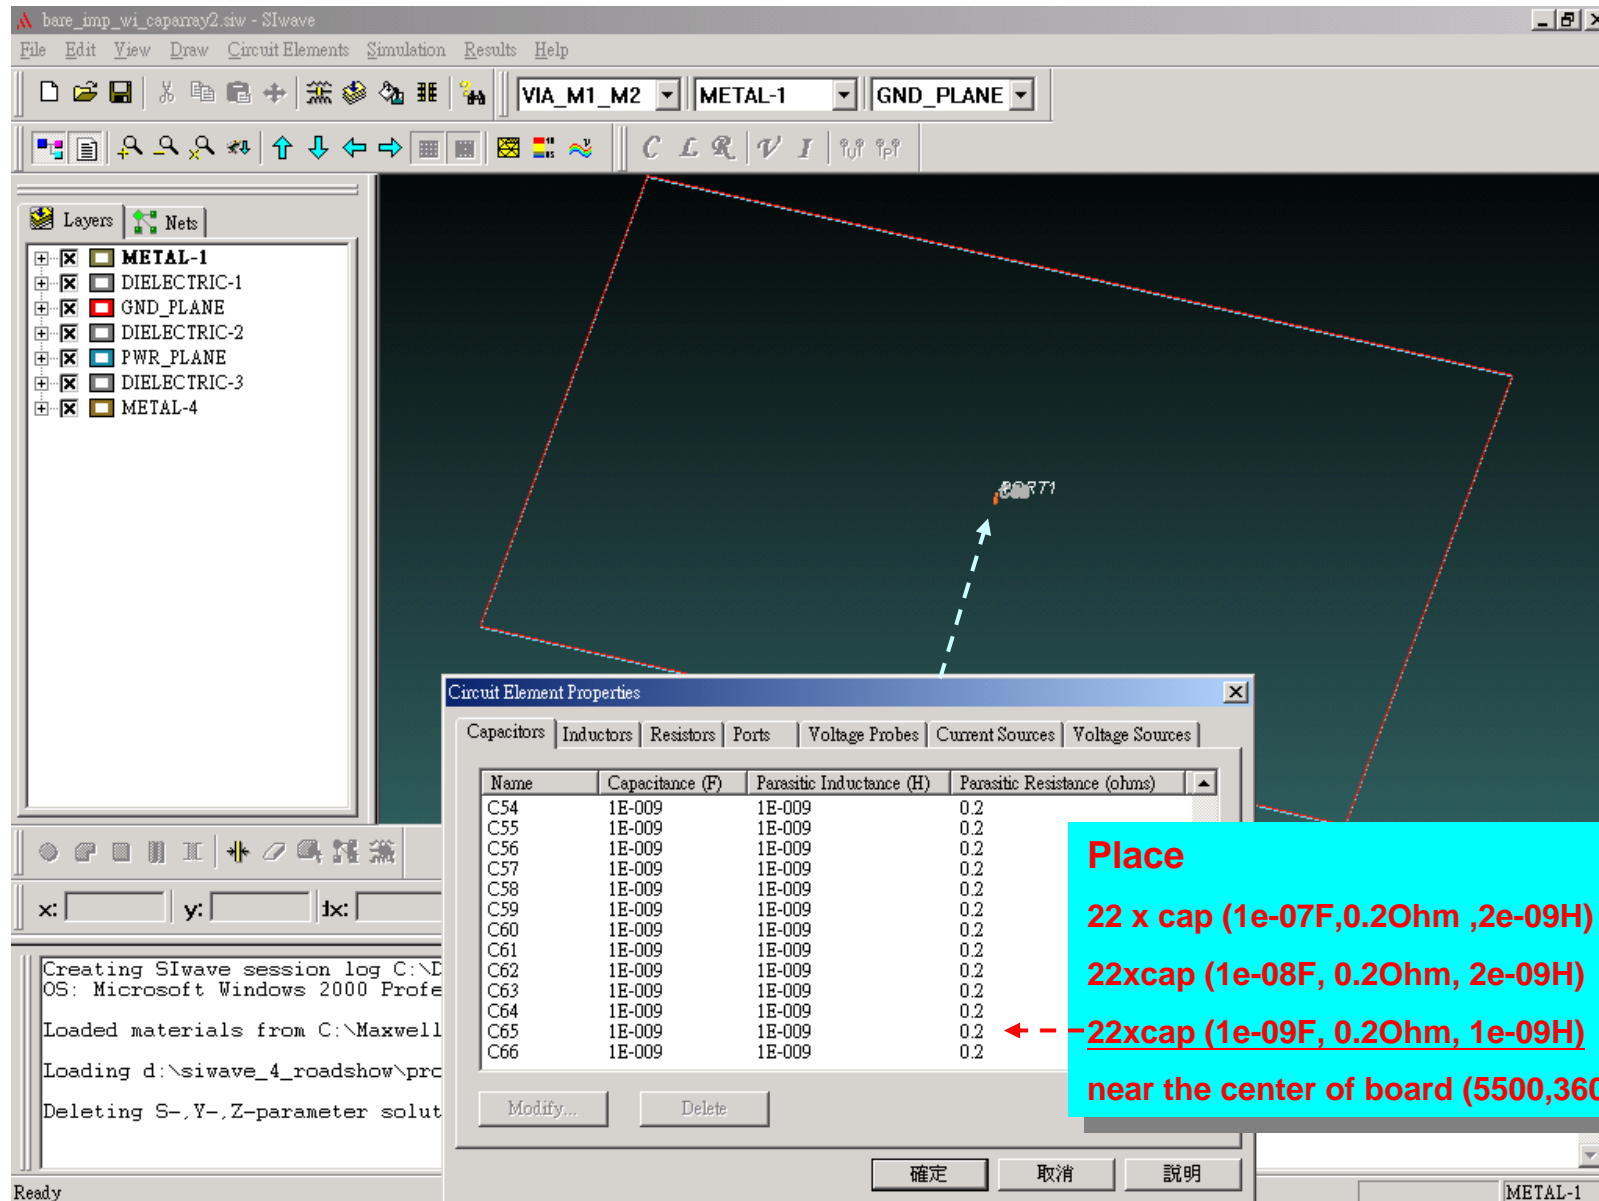 bare_imp_wi_caparray2.siw - SIwave
File Edit View Draw Circuit Elements Simulation Results Help
VIA_M1_M2 METAL-1 GND_PLANE
C L R V I
Layers Nets
METAL-1
DIELECTRIC-1
GND_PLANE
DIELECTRIC-2
PWR_PLANE
DIELECTRIC-3
METAL-4
Circuit Element Properties
Capacitors Inductors Resistors Ports Voltage Probes Current Sources Voltage Sources
Name Capacitance (F) Parasitic Inductance (H) Parasitic Resistance (ohms)
C54 1E-009 1E-009 0.2
C55 1E-009 1E-009 0.2
C56 1E-009 1E-009 0.2
C57 1E-009 1E-009 0.2
C58 1E-009 1E-009 0.2
C59 1E-009 1E-009 0.2
C60 1E-009 1E-009 0.2
C61 1E-009 1E-009 0.2
C62 1E-009 1E-009 0.2
C63 1E-009 1E-009 0.2
C64 1E-009 1E-009 0.2
C65 1E-009 1E-009 0.2
C66 1E-009 1E-009 0.2
Modify... Delete
確定 取消 説明
Place
22 x cap (1e-07F,0.2Ohm ,2e-09H)
22xcap (1e-08F, 0.2Ohm, 2e-09H)
22xcap (1e-09F, 0.2Ohm, 1e-09H)
near the center of board (5500,360
x: y: dx:
Creating SIwave session log C:\D
OS: Microsoft Windows 2000 Profe
Loaded materials from C:\Maxwell
Loading d:\siwave_4_roadshow\pro
Deleting S-,Y-,Z-parameter solut
Ready METAL-1